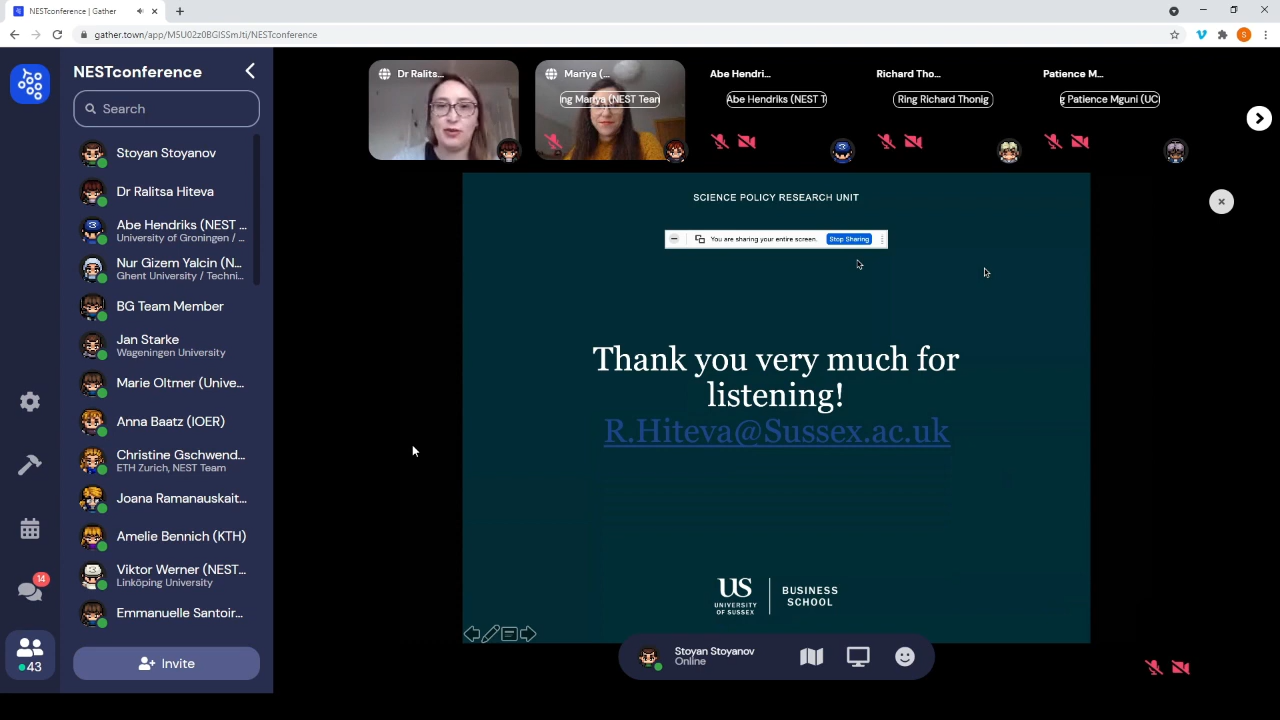 NESTconference | Gather
gather.town/app/M5U02z0BGlSSmJti/NESTconference
S
NESTconference
Search
Stoyan Stoyanov
Dr Ralitsa Hiteva
Abe Hendriks (NEST ...
University of Groningen / ...
Nur Gizem Yalcin (N...
Ghent University / Techni...
BG Team Member
Jan Starke
Wageningen University
Marie Oltmer (Unive...
Anna Baatz (IOER)
Christine Gschwend...
ETH Zurich, NEST Team
Joana Ramanauskait...
Amelie Bennich (KTH)
Viktor Werner (NEST...
Linköping University
Emmanuelle Santoir...
14
43
Invite
Dr Ralits...
Mariya (...
ng Mariya (NEST Tean
Abe Hendri...
Abe Hendriks (NEST T
Richard Tho...
Ring Richard Thonig
Patience M...
g Patience Mguni (UC
SCIENCE POLICY RESEARCH UNIT
You are sharing your entire screen.
Stop Sharing
Thank you very much for
listening!
R.Hiteva@Sussex.ac.uk
US
UNIVERSITY
OF SUSSEX
BUSINESS
SCHOOL
Stoyan Stoyanov
Online